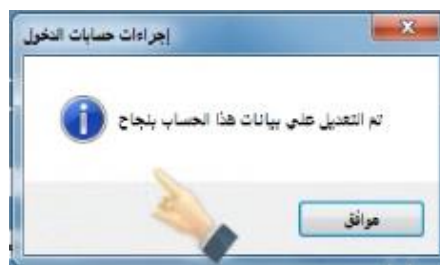 إجراءات حسابات الدخول
تم التعديل على بيانات هذا الحساب بنجاح
موافق